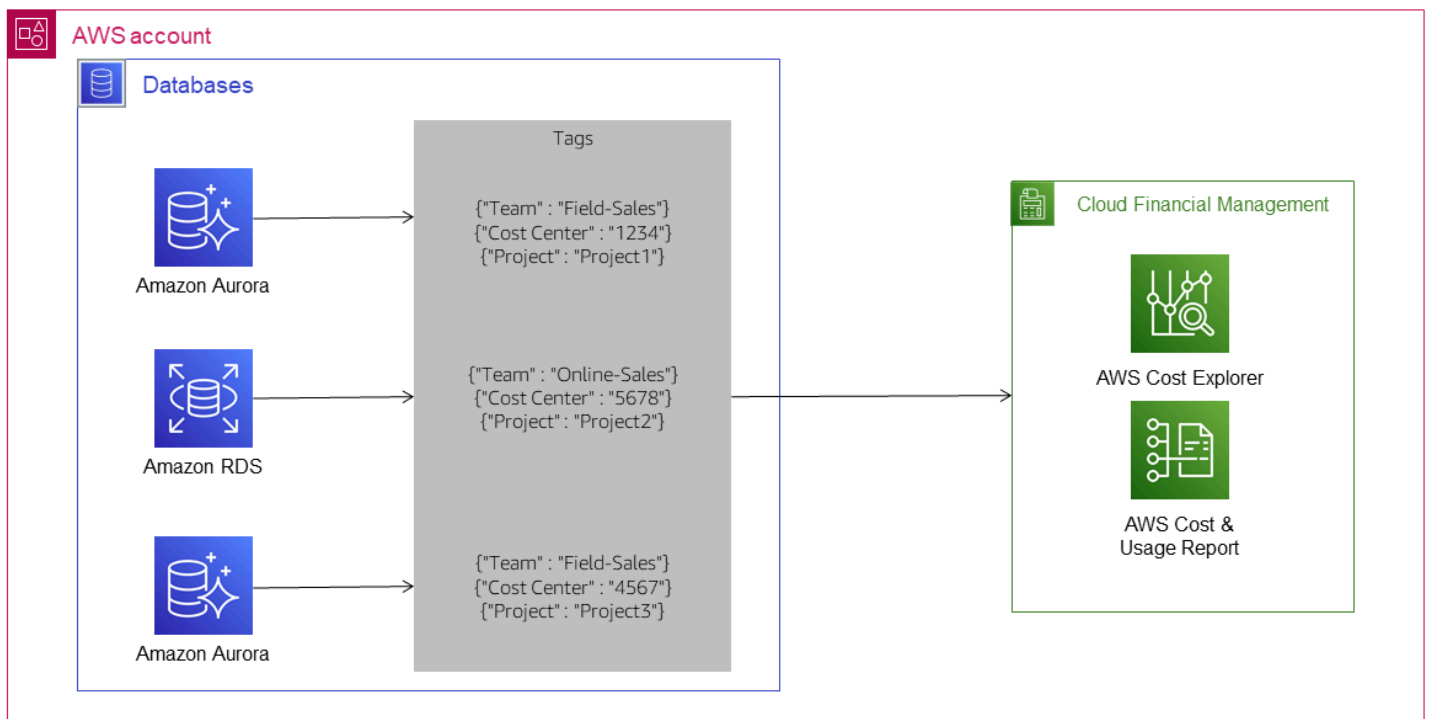 AWS account
Databases
Tags
{"Team" : "Field-Sales"}
{"Cost Center" : "1234"}
{"Project" : "Project1"}
Amazon Aurora
{"Team" : "Online-Sales"}
{"Cost Center" : "5678"}
{"Project" : "Project2"}
Amazon RDS
{"Team" : "Field-Sales"}
{"Cost Center" : "4567"}
{"Project" : "Project3"}
Amazon Aurora
Cloud Financial Management
AWS Cost Explorer
AWS Cost &
Usage Report